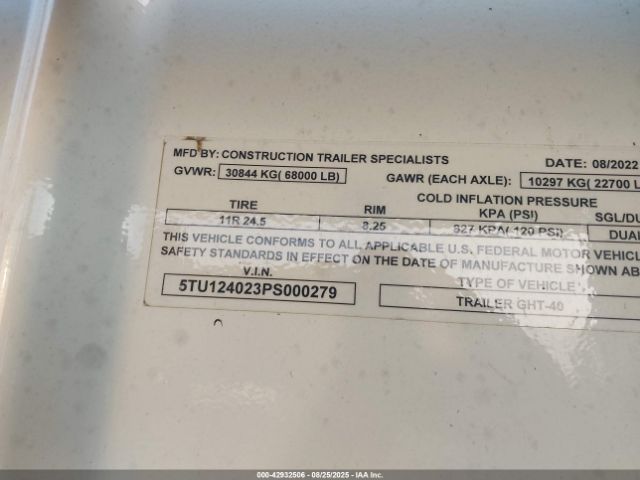 MFD BY: CONSTRUCTION TRAILER SPECIALISTS DATE: 08/2022
GVWR: 30844 KG( 68000 LB) GAWR (EACH AXLE): 10297 KG( 22700 L
COLD INFLATION PRESSURE
TIRE RIM KPA (PSI) SGL/DU
11R 24.5 8.25 827 KPA( 120 PSI) DUAL
THIS VEHICLE CONFORMS TO ALL APPLICABLE U.S. FEDERAL MOTOR VEHICL
SAFETY STANDARDS IN EFFECT ON THE DATE OF MANUFACTURE SHOWN AB
V.I.N. TYPE OF VEHICLE
5TU124023PS000279 TRAILER GHT-40
000-42932506 - 08/25/2025 - IAA Inc.